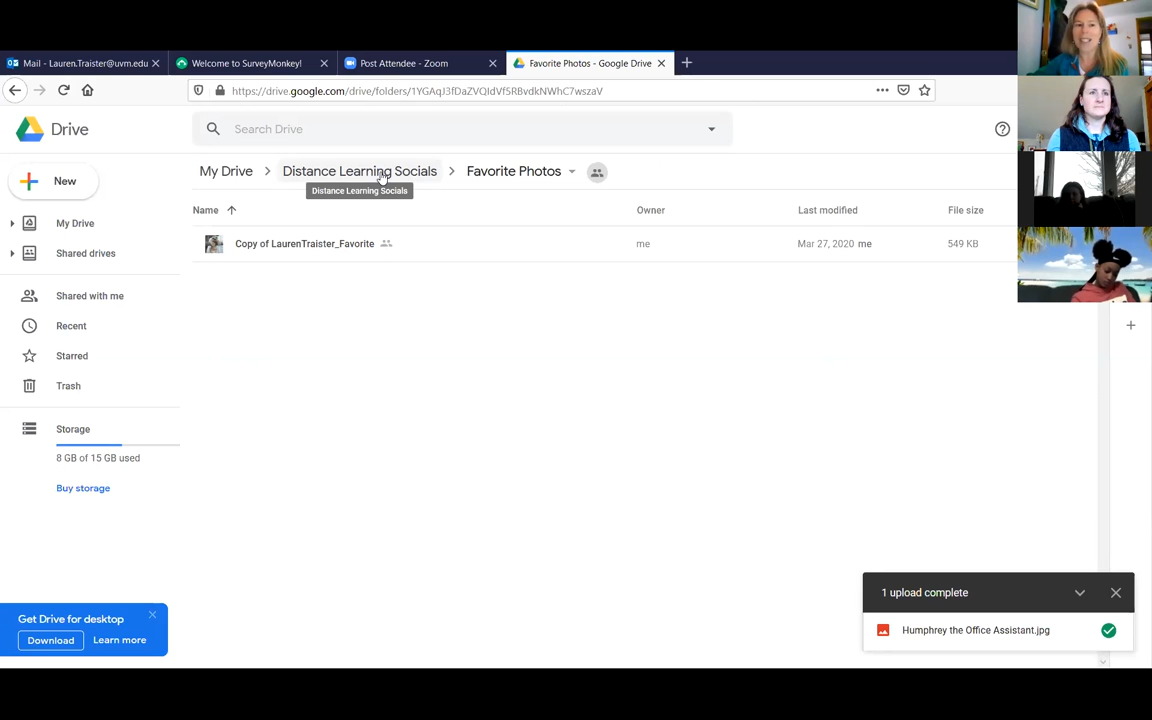 Mail - Lauren.Traister@uvm.edu
Welcome to SurveyMonkey!
Post Attendee - Zoom
Favorite Photos - Google Drive
https://drive.google.com/drive/folders/1YGAqJ3fDaZVQIdVf5RBvdkNWhC7wszaV
Drive
Search Drive
New
My Drive
Shared drives
Shared with me
Recent
Starred
Trash
Storage
8 GB of 15 GB used
Buy storage
Get Drive for desktop
Download Learn more
My Drive > Distance Learning Socials > Favorite Photos
Distance Learning Socials
Name Owner Last modified File size
Copy of LaurenTraister_Favorite me Mar 27, 2020 me 549 KB
1 upload complete
Humphrey the Office Assistant.jpg